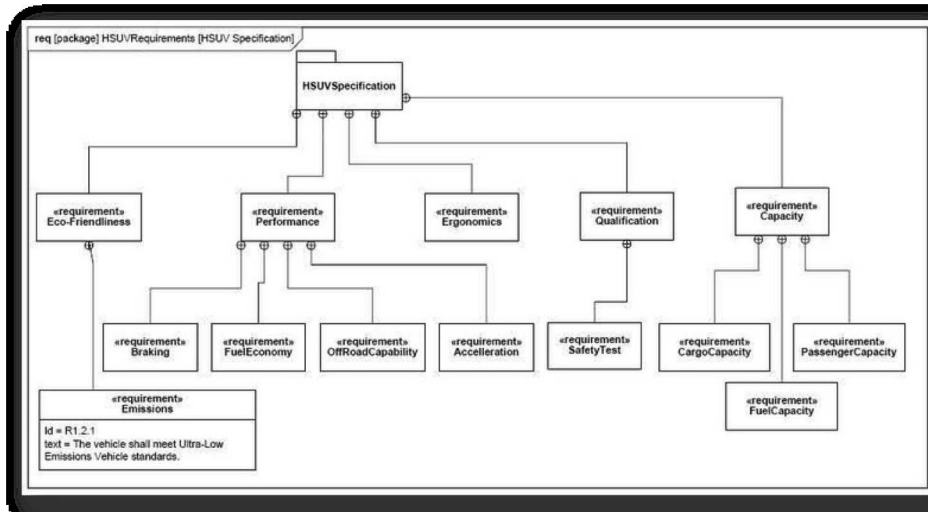 req [package] HSUVRequirements [HSUV Specification]
HSUVSpecification
«requirement»
Eco-Friendliness
«requirement»
Performance
«requirement»
Ergonomics
«requirement»
Qualification
«requirement»
Capacity
«requirement»
Braking
«requirement»
FuelEconomy
«requirement»
OffRoadCapability
«requirement»
Accelleration
«requirement»
SafetyTest
«requirement»
CargoCapacity
«requirement»
PassengerCapacity
«requirement»
FuelCapacity
«requirement»
Emissions
Id = R1.2.1
text = The vehicle shall meet Ultra-Low
Emissions Vehicle standards.